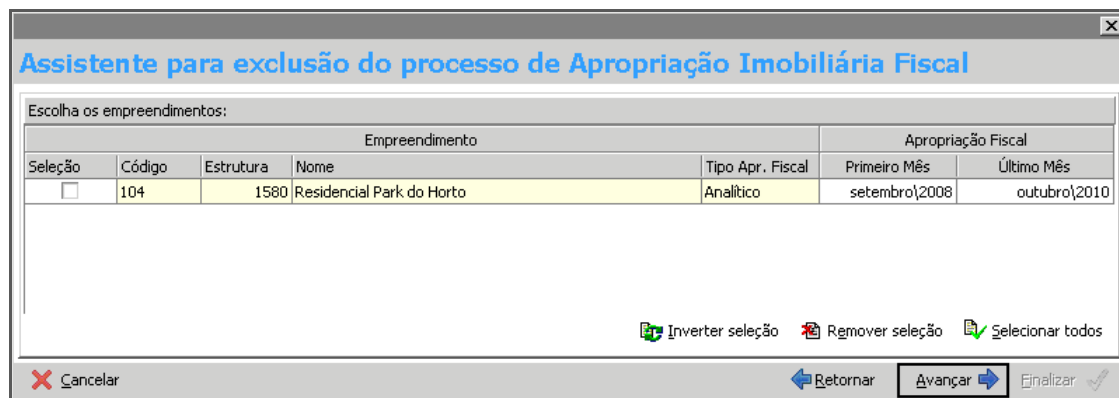 Assistente para exclusão do processo de Apropriação Imobiliária Fiscal
Escolha os empreendimentos:
Empreendimento Apropriação Fiscal
Seleção Código Estrutura Nome Tipo Apr. Fiscal Primeiro Mês Último Mês
104 1580 Residencial Park do Horto Analítico setembro\2008 outubro\2010
Inverter seleção Remover seleção Selecionar todos
Cancelar Retornar Avançar Finalizar